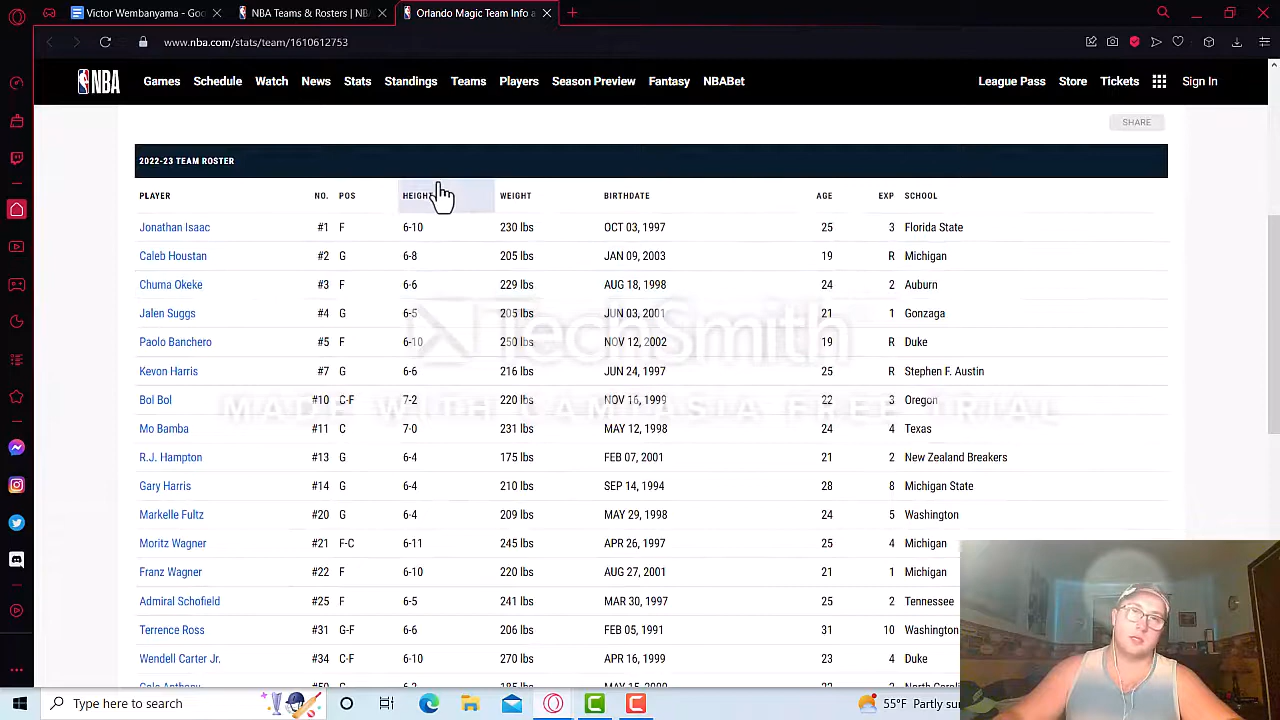 Victor Wembanyama - Goo
NBA Teams & Rosters | NB
Orlando Magic Team Info a
www.nba.com/stats/team/1610612753
NBA Games Schedule Watch News Stats Standings Teams Players Season Preview Fantasy NBABet League Pass Store Tickets Sign In
SHARE
2022-23 TEAM ROSTER
PLAYER NO. POS HEIGHT WEIGHT BIRTHDATE AGE EXP SCHOOL
Jonathan Isaac #1 F 6-10 230 lbs OCT 03, 1997 25 3 Florida State
Caleb Houstan #2 G 6-8 205 lbs JAN 09, 2003 19 R Michigan
Chuma Okeke #3 F 6-6 229 lbs AUG 18, 1998 24 2 Auburn
Jalen Suggs #4 G 6-5 205 lbs JUN 03, 2001 21 1 Gonzaga
Paolo Banchero #5 F 6-10 250 lbs NOV 12, 2002 19 R Duke
TechSmith
Kevon Harris #7 G 6-6 216 lbs JUN 24, 1997 25 R Stephen F. Austin
Bol Bol #10 C-F 7-2 220 lbs NOV 16, 1999 22 3 Oregon
MADE WITH CAMTASIA FREE TRIAL
Mo Bamba #11 C 7-0 231 lbs MAY 12, 1998 24 4 Texas
R.J. Hampton #13 G 6-4 175 lbs FEB 07, 2001 21 2 New Zealand Breakers
Gary Harris #14 G 6-4 210 lbs SEP 14, 1994 28 8 Michigan State
Markelle Fultz #20 G 6-4 209 lbs MAY 29, 1998 24 5 Washington
Moritz Wagner #21 F-C 6-11 245 lbs APR 26, 1997 25 4 Michigan
Franz Wagner #22 F 6-10 220 lbs AUG 27, 2001 21 1 Michigan
Admiral Schofield #25 F 6-5 241 lbs MAR 30, 1997 25 2 Tennessee
Terrence Ross #31 G-F 6-6 206 lbs FEB 05, 1991 31 10 Washington
Wendell Carter Jr. #34 C-F 6-10 270 lbs APR 16, 1999 23 4 Duke
Type here to search
55°F Partly su